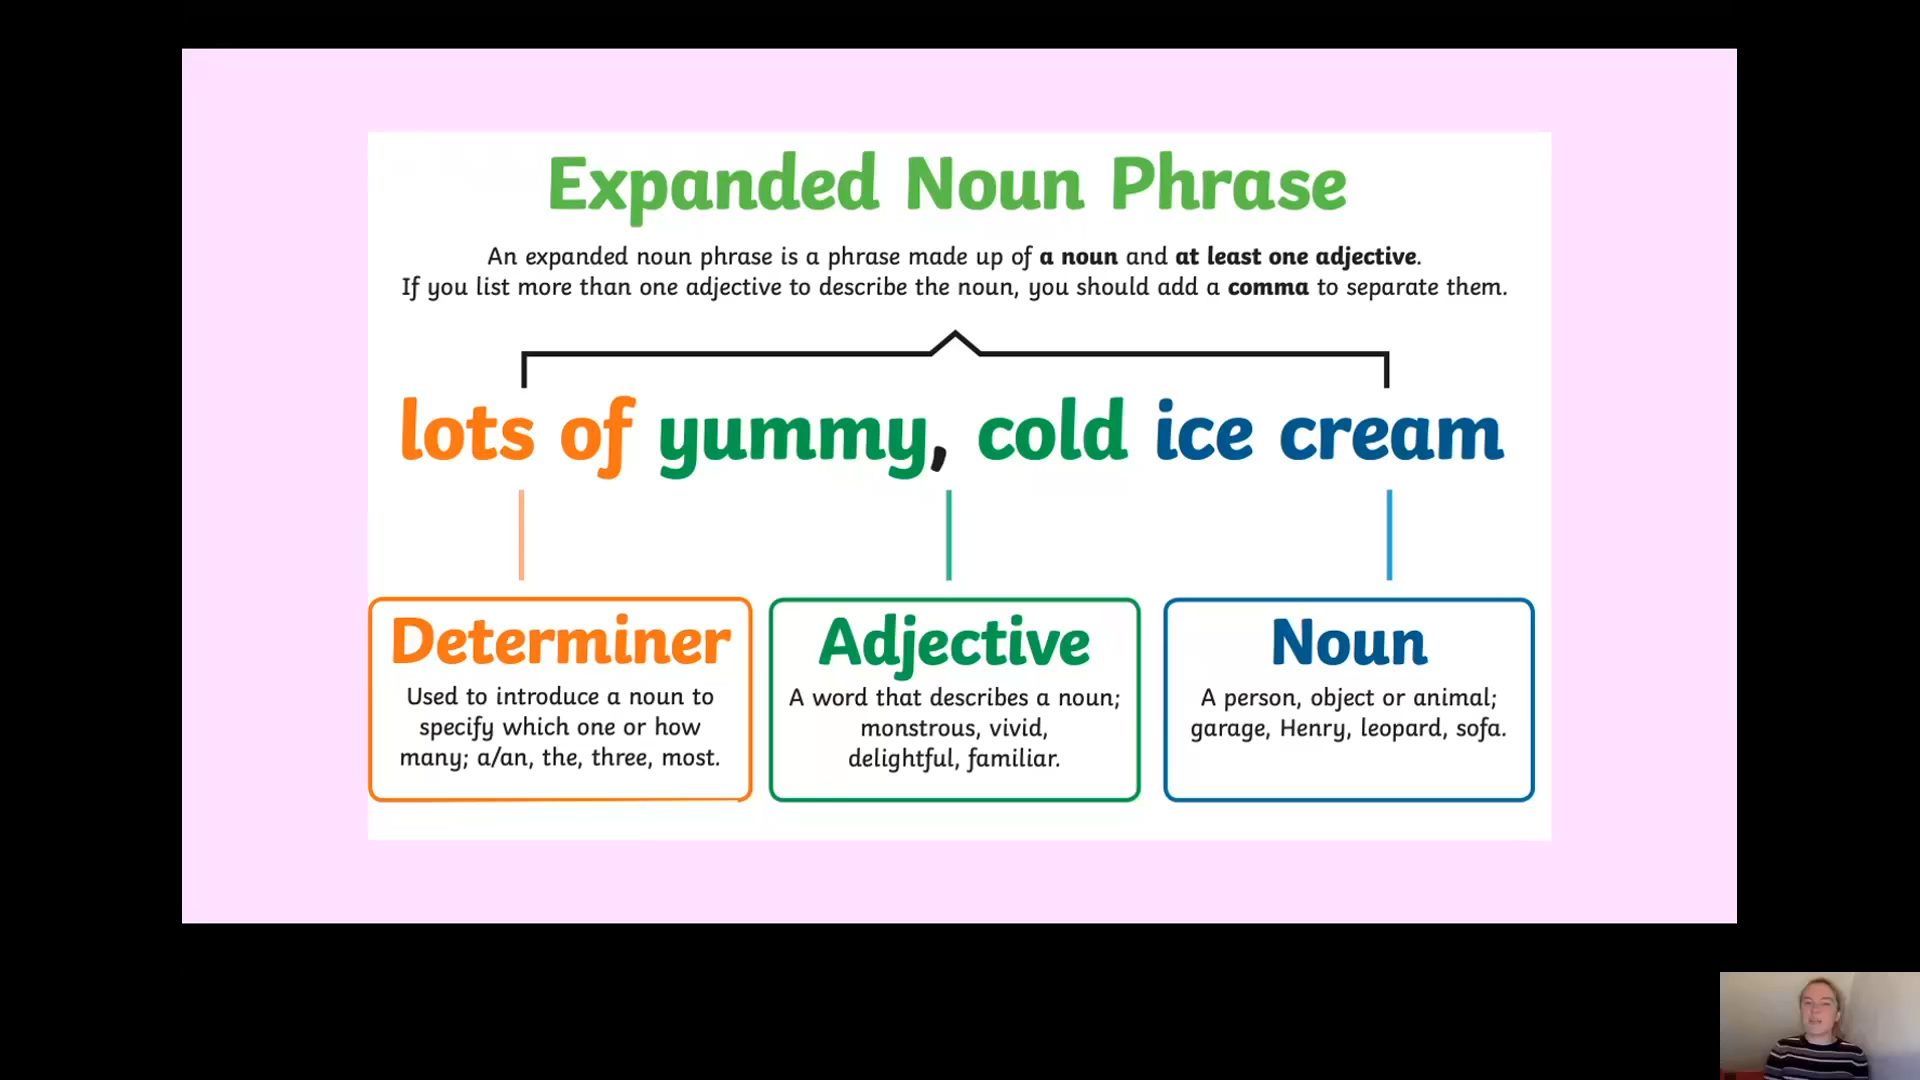 Expanded Noun Phrase
An expanded noun phrase is a phrase made up of a noun and at least one adjective.
If you list more than one adjective to describe the noun, you should add a comma to separate them.
lots of yummy, cold ice cream
Determiner
Used to introduce a noun to
specify which one or how
many; a/an, the, three, most.
Adjective
A word that describes a noun;
monstrous, vivid,
delightful, familiar.
Noun
A person, object or animal;
garage, Henry, leopard, sofa.